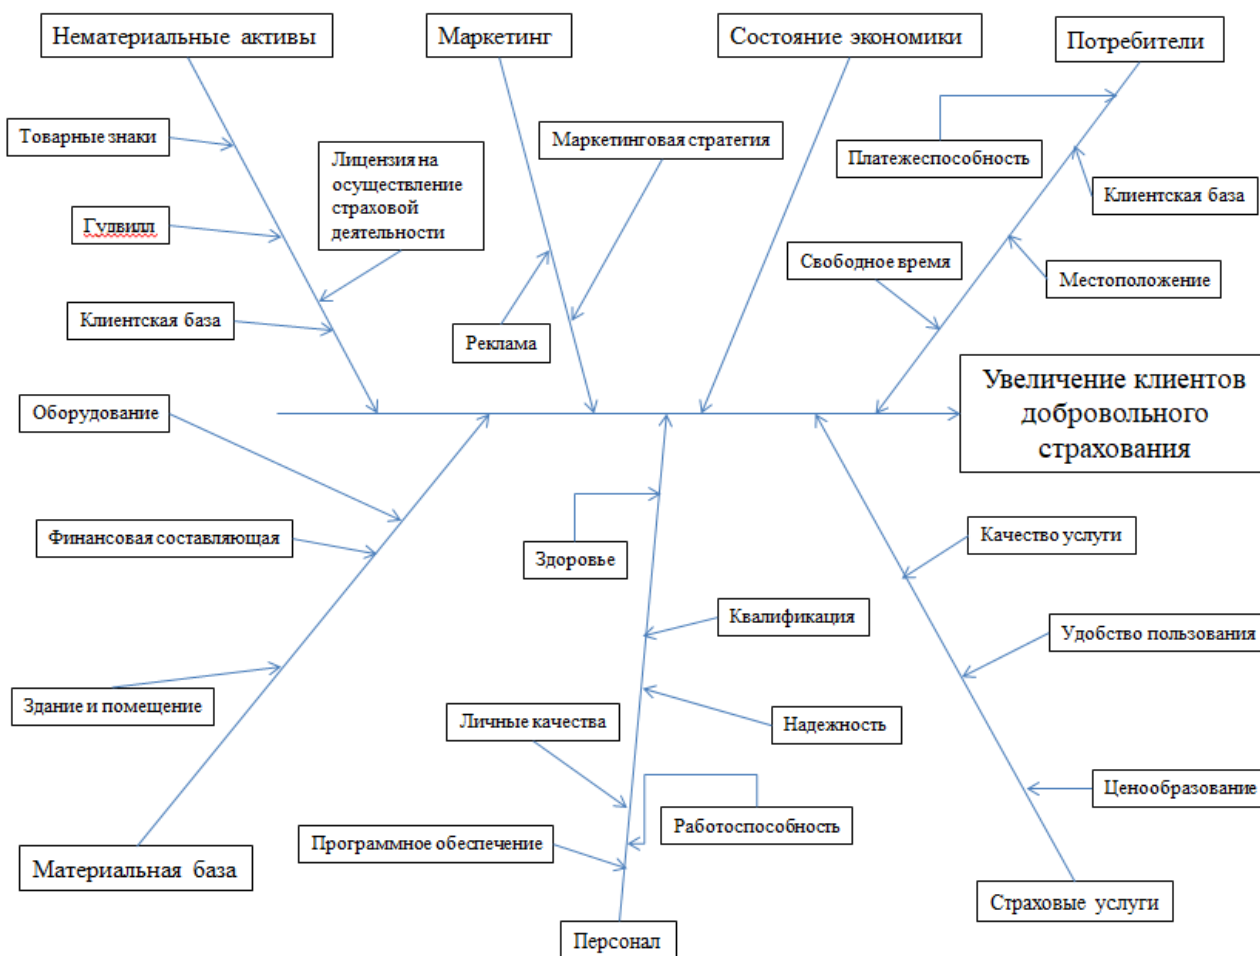 Нематериальные активы
Маркетинг
Состояние экономики
Потребители
Товарные знаки
Лицензия на
осуществление
страховой
деятельности
Маркетинговая стратегия
Платежеспособность
Клиентская база
Гудвилл
Свободное время
Местоположение
Клиентская база
Реклама
Увеличение клиентов
добровольного
страхования
Оборудование
Финансовая составляющая
Здоровье
Качество услуги
Квалификация
Удобство пользования
Здание и помещение
Личные качества
Надежность
Ценообразование
Программное обеспечение
Работоспособность
Материальная база
Страховые услуги
Персонал